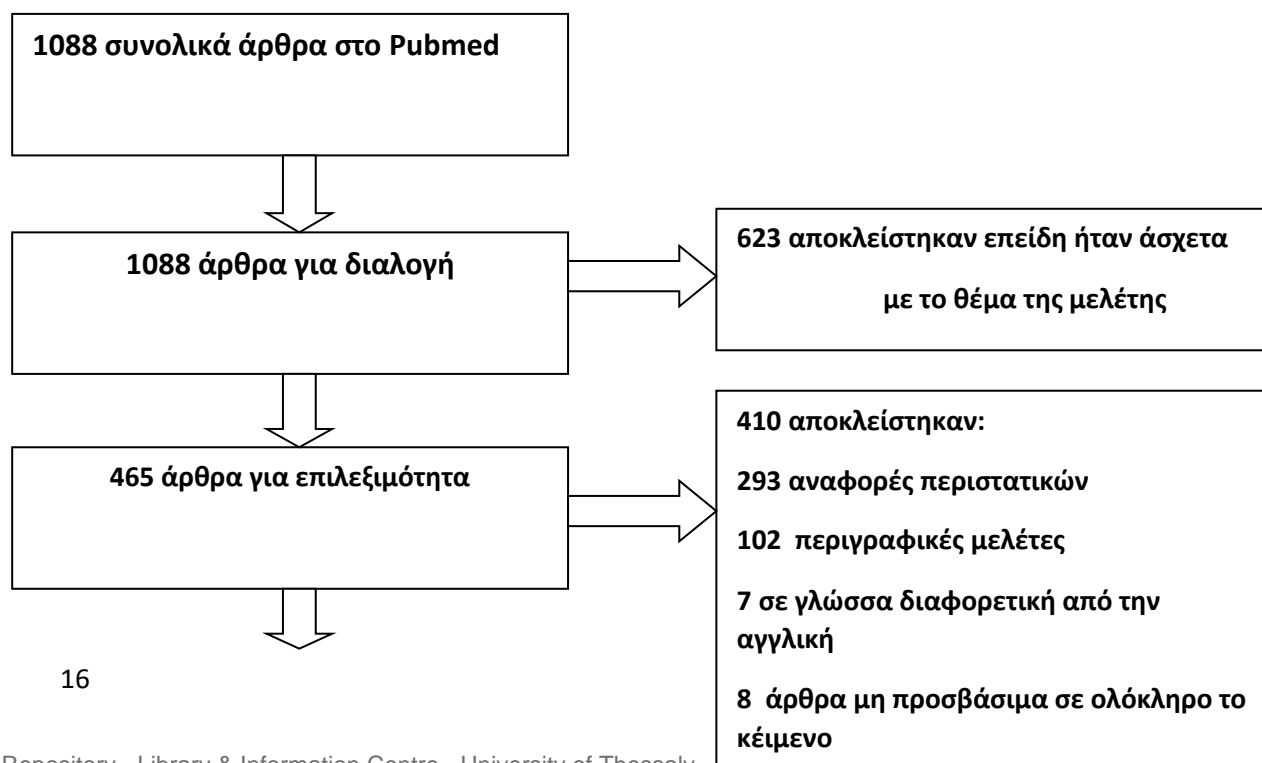 1088 συνολικά άρθρα στο Pubmed
1088 άρθρα για διαλογή
623 αποκλείστηκαν επείδη ήταν άσχετα
με το θέμα της μελέτης
465 άρθρα για επιλεξιμότητα
410 αποκλείστηκαν:
293 αναφορές περιστατικών
102 περιγραφικές μελέτες
7 σε γλώσσα διαφορετική από την
αγγλική
8 άρθρα μη προσβάσιμα σε ολόκληρο το
κέιμενο
16
Repository - Library & Information Centre - University of Thessaly